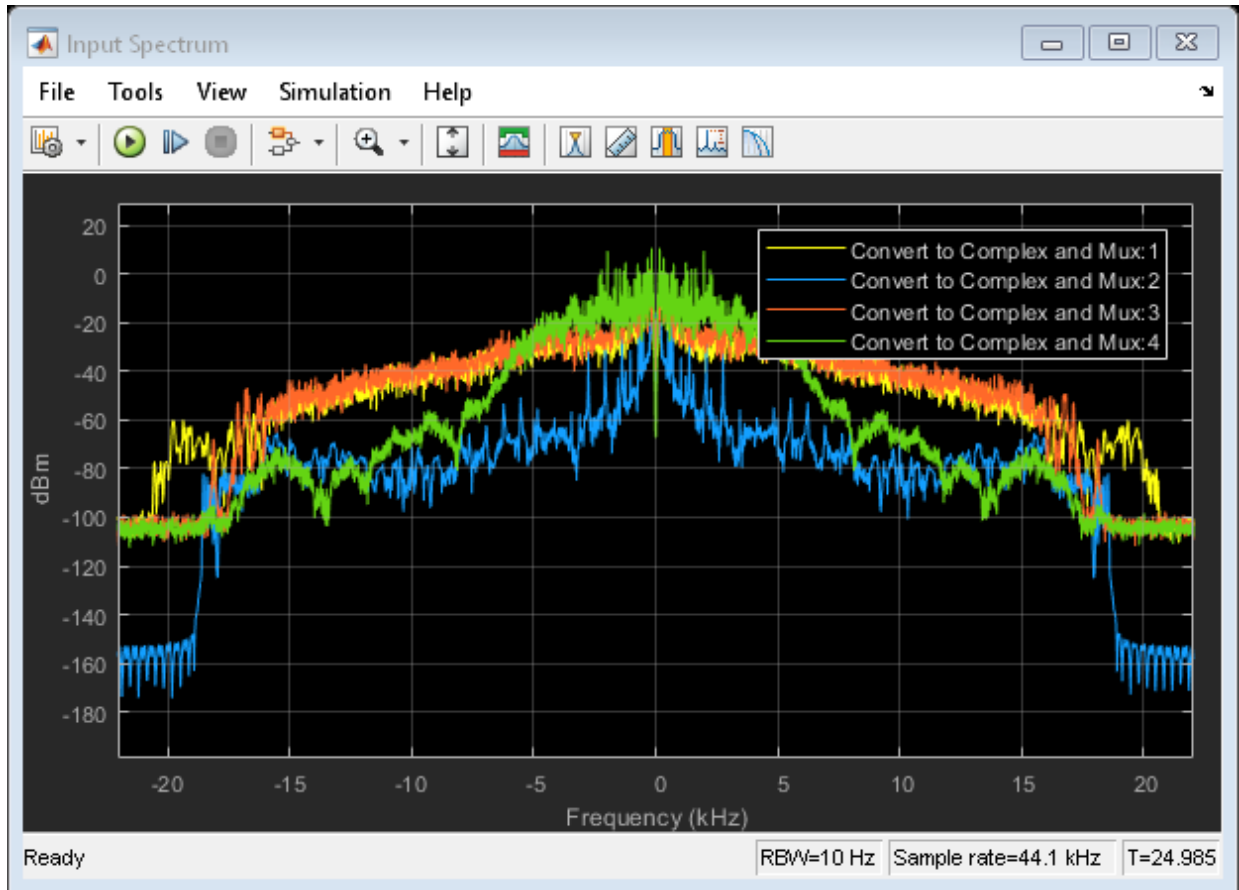 Input Spectrum
File Tools View Simulation Help
20
0
-20
-40
-60
-80
-100
-120
-140
-160
-180
dBm
Convert to Complex and Mux:1
Convert to Complex and Mux:2
Convert to Complex and Mux:3
Convert to Complex and Mux:4
-20 -15 -10 -5 0 5 10 15 20
Frequency (kHz)
Ready RBW=10 Hz Sample rate=44.1 kHz T=24.985